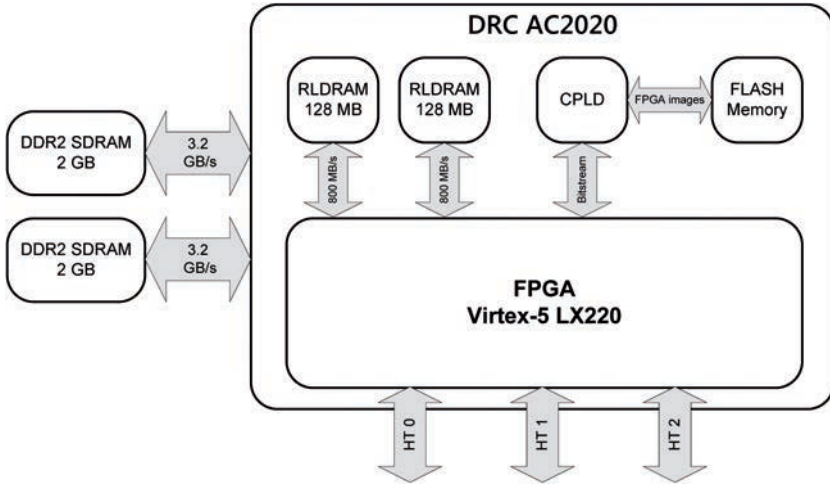 DRC AC2020
RLDRAM
128 MB
RLDRAM
128 MB
CPLD
FPGA images
FLASH
Memory
DDR2 SDRAM
2 GB
3.2
GB/s
800 MB/s
800 MB/s
Bitstream
DDR2 SDRAM
2 GB
3.2
GB/s
FPGA
Virtex-5 LX220
HT 0
HT 1
HT 2